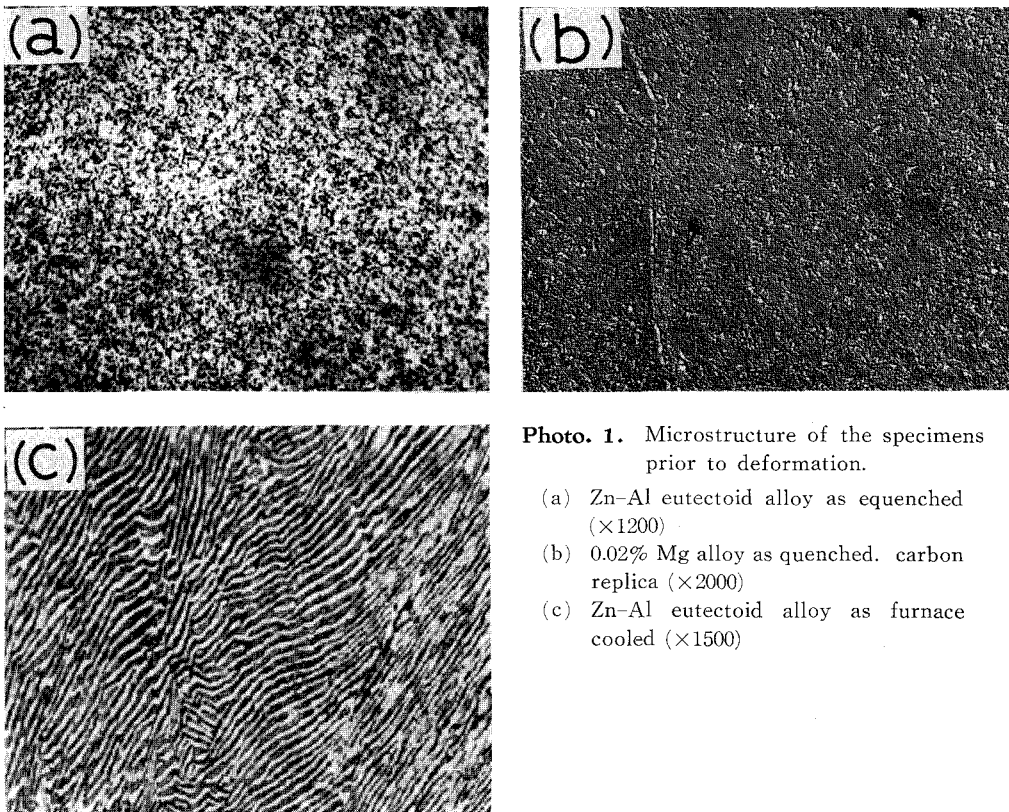 (a)
(b)
(c)
Photo. 1. Microstructure of the specimens
prior to deformation.
(a) Zn-Al eutectoid alloy as equenched
(×1200)
(b) 0.02% Mg alloy as quenched. carbon
replica (×2000)
(c) Zn-Al eutectoid alloy as furnace
cooled (×1500)